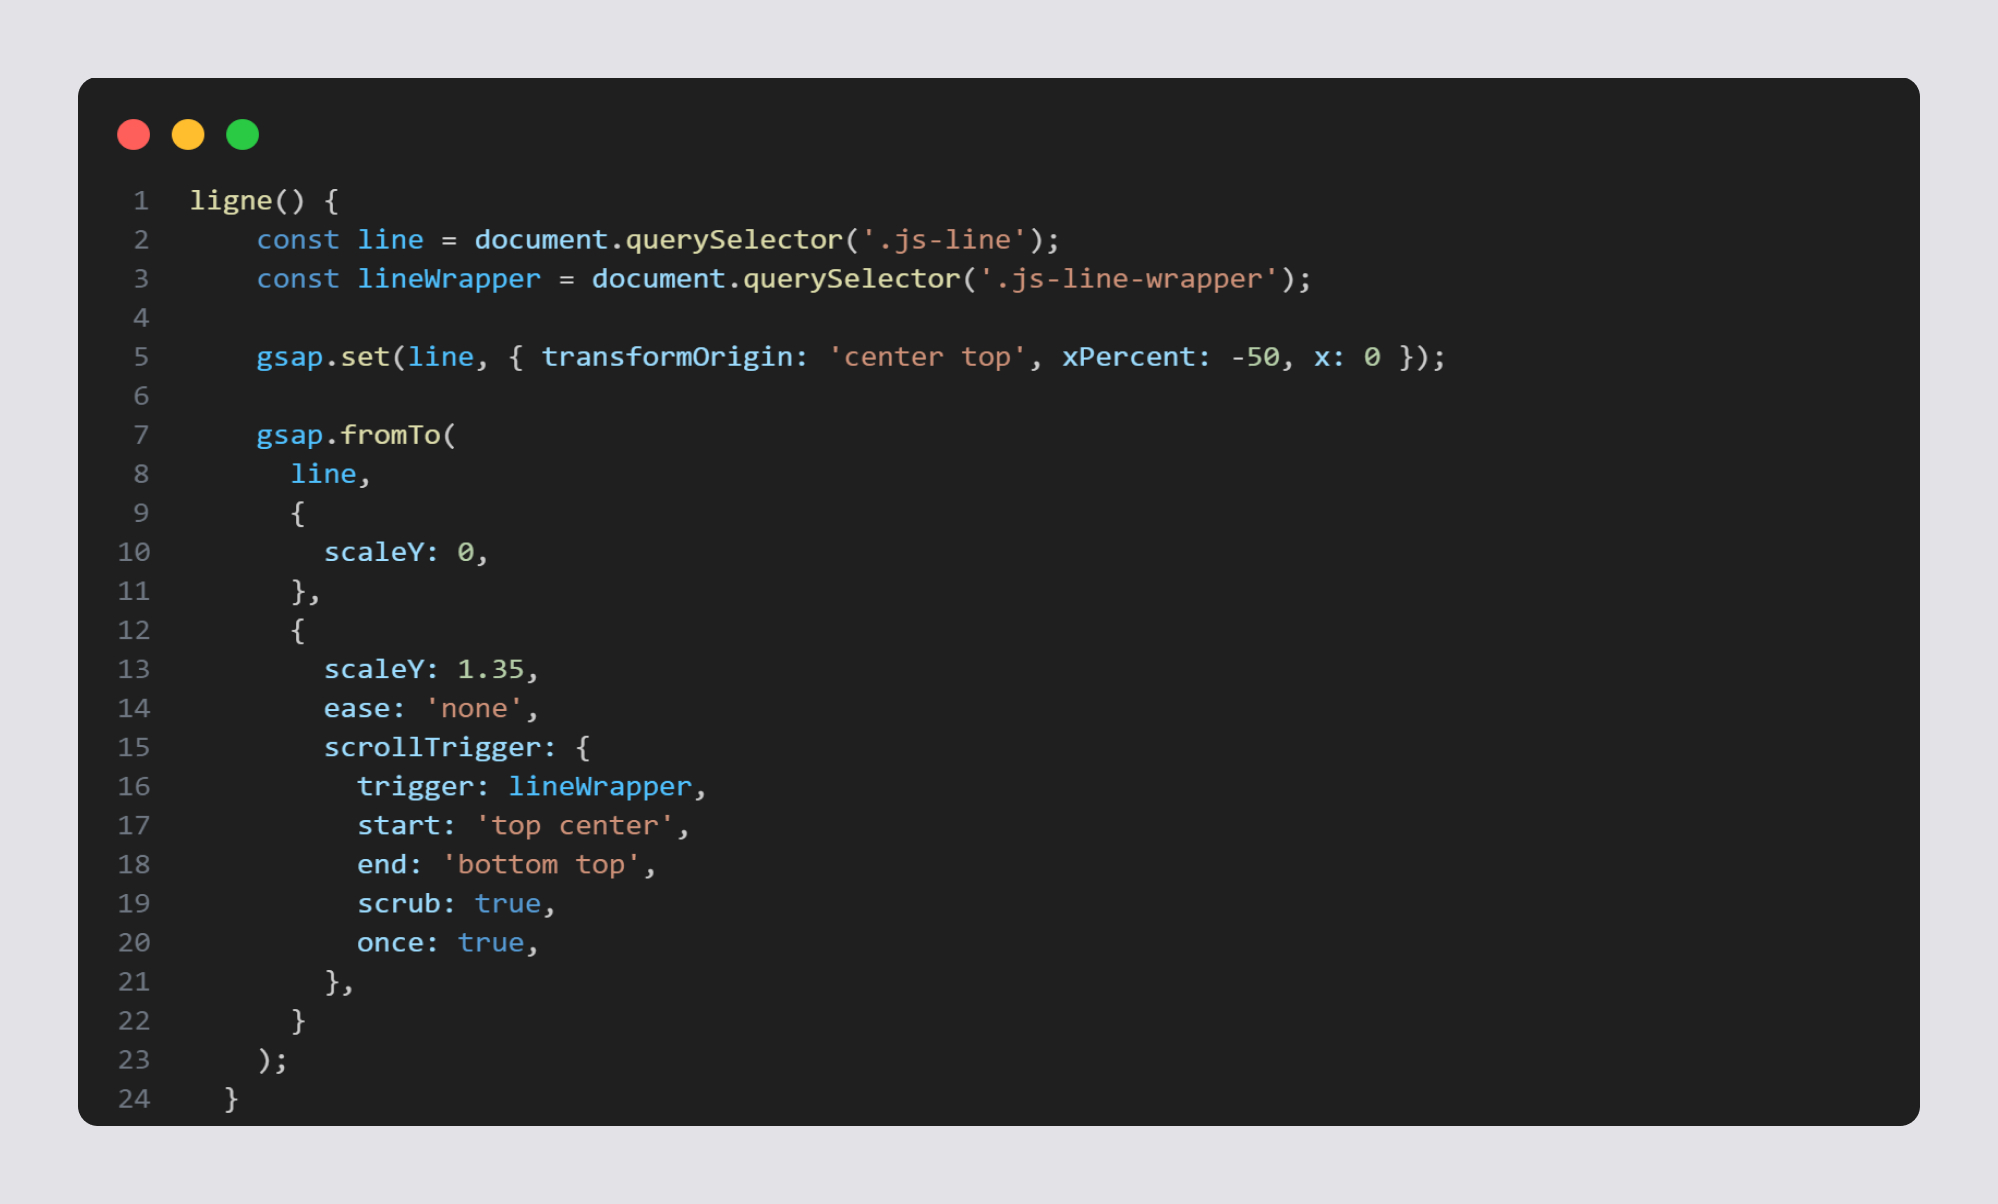 1 ligne() {
2     const line = document.querySelector('.js-line');
3     const lineWrapper = document.querySelector('.js-line-wrapper');
4
5     gsap.set(line, { transformOrigin: 'center top', xPercent: -50, x: 0 });
6
7     gsap.fromTo(
8       line,
9       {
10         scaleY: 0,
11       },
12       {
13         scaleY: 1.35,
14         ease: 'none',
15         scrollTrigger: {
16           trigger: lineWrapper,
17           start: 'top center',
18           end: 'bottom top',
19           scrub: true,
20           once: true,
21         },
22       }
23     );
24   }